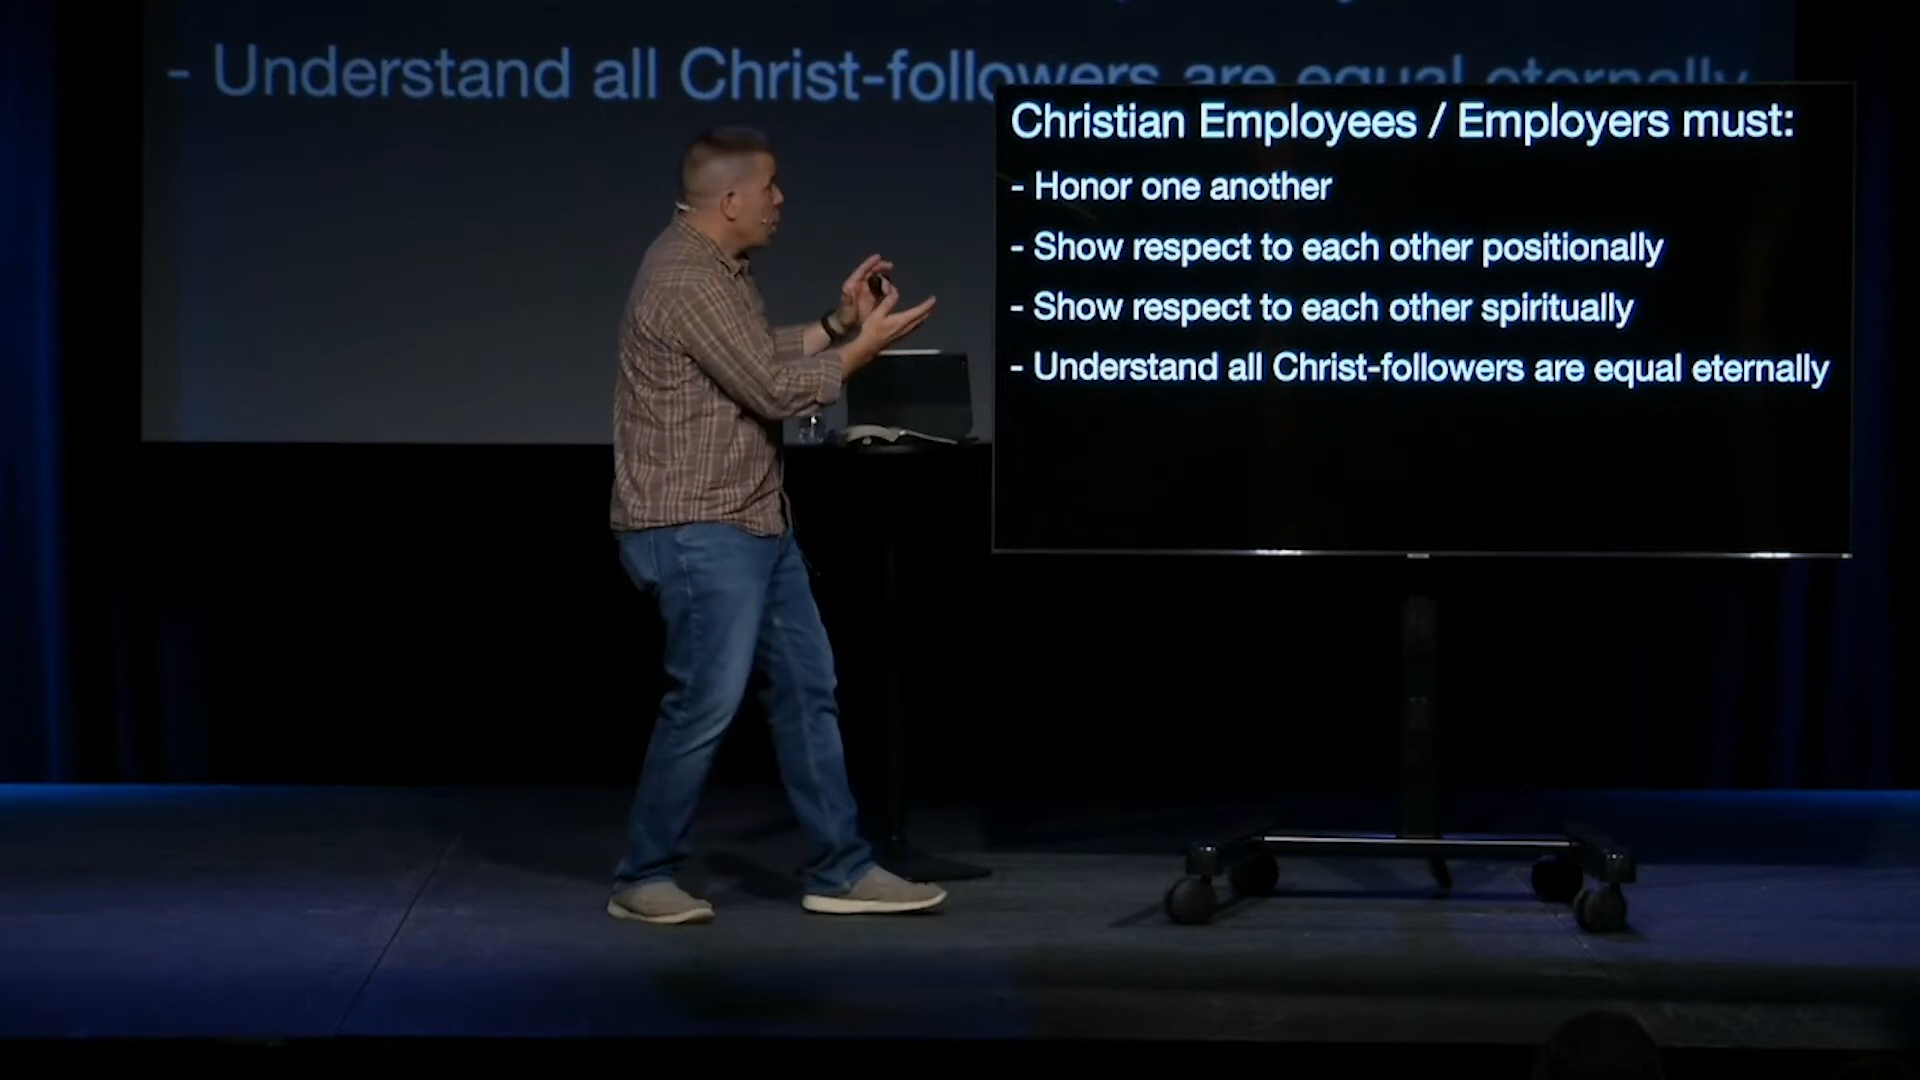 - Understand all Christ-followers are equal eternally
Christian Employees / Employers must:
- Honor one another
- Show respect to each other positionally
- Show respect to each other spiritually
- Understand all Christ-followers are equal eternally